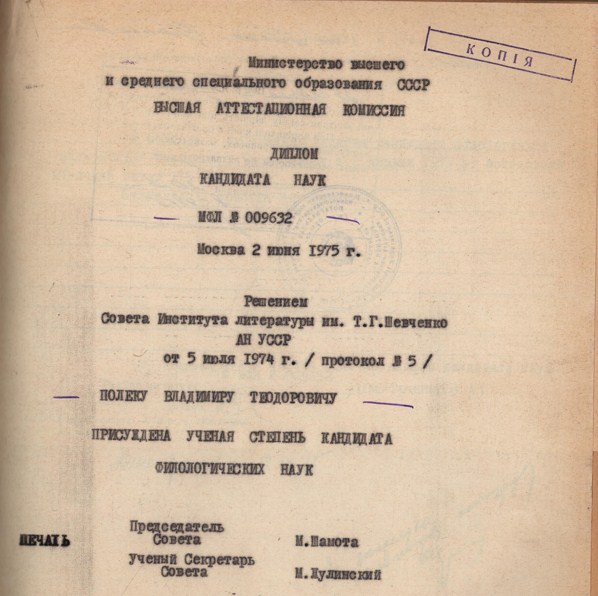 КОПІЯ
Министерство высшего
и среднего специального образования СССР
ВЫСШАЯ АТТЕСТАЦИОННАЯ КОМИССИЯ
ДИПЛОМ
КАНДИДАТА НАУК
МФЛ № 009632
Москва 2 июня 1975 г.
Решением
Совета Института литературы им. Т.Г.Шевченко
АН УССР
от 5 июля 1974 г. / протокол № 5 /
ПОЛЕКУ ВЛАДИМИРУ ТЕОДОРОВИЧУ
ПРИСУЖДЕНА УЧЕНАЯ СТЕПЕНЬ КАНДИДАТА
ФИЛОЛОГИЧЕСКИХ НАУК
Председатель
ПЕЧАТЬ Совета М.Шамота
Ученый Секретарь
Совета М.Дулинский